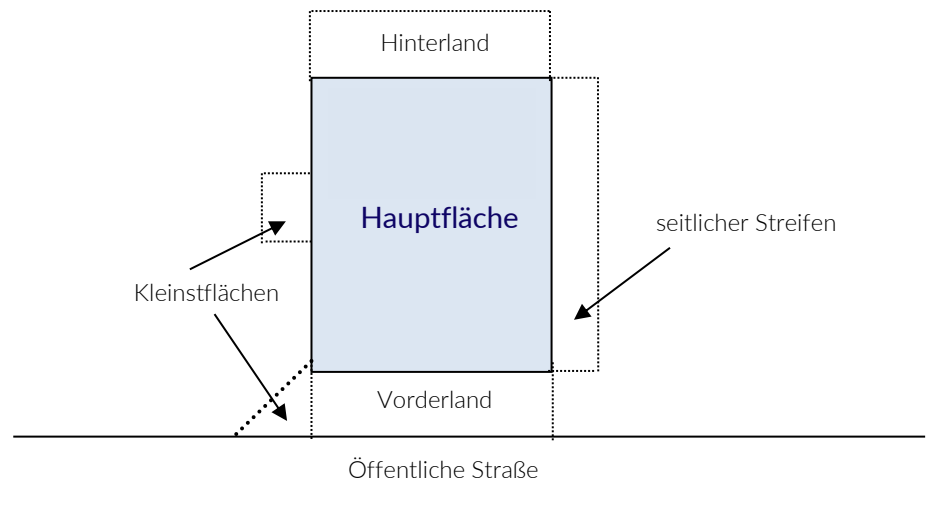 Hinterland
Hauptfläche
seitlicher Streifen
Kleinstflächen
Vorderland
Öffentliche Straße